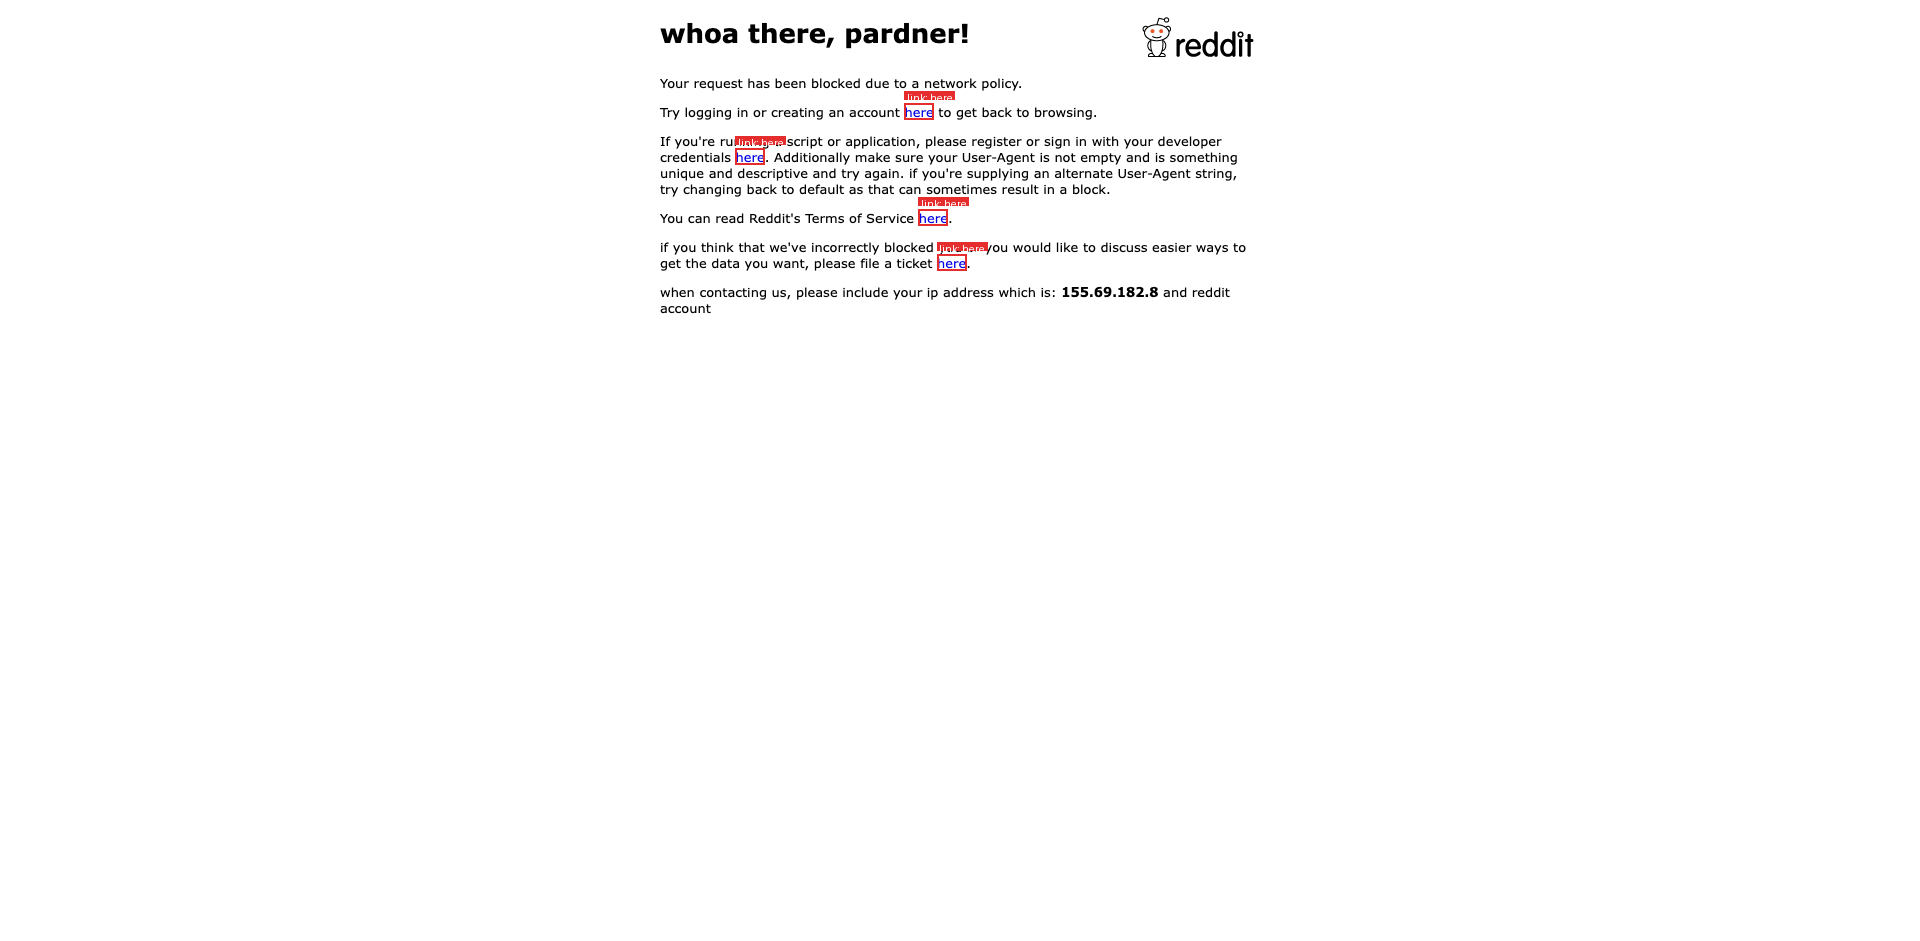 whoa there, pardner!
reddit
Your request has been blocked due to a network policy.
link: here
Try logging in or creating an account here to get back to browsing.
If you're script or application, please register or sign in with your developer
link: here
credentials here. Additionally make sure your User-Agent is not empty and is something
unique and descriptive and try again. if you're supplying an alternate User-Agent string,
try changing back to default as that can sometimes result in a block.
link: here
You can read Reddit's Terms of Service here.
if you think that we've incorrectly blocked you would like to discuss easier ways to
link: here
get the data you want, please file a ticket here.
when contacting us, please include your ip address which is: 155.69.182.8 and reddit
account